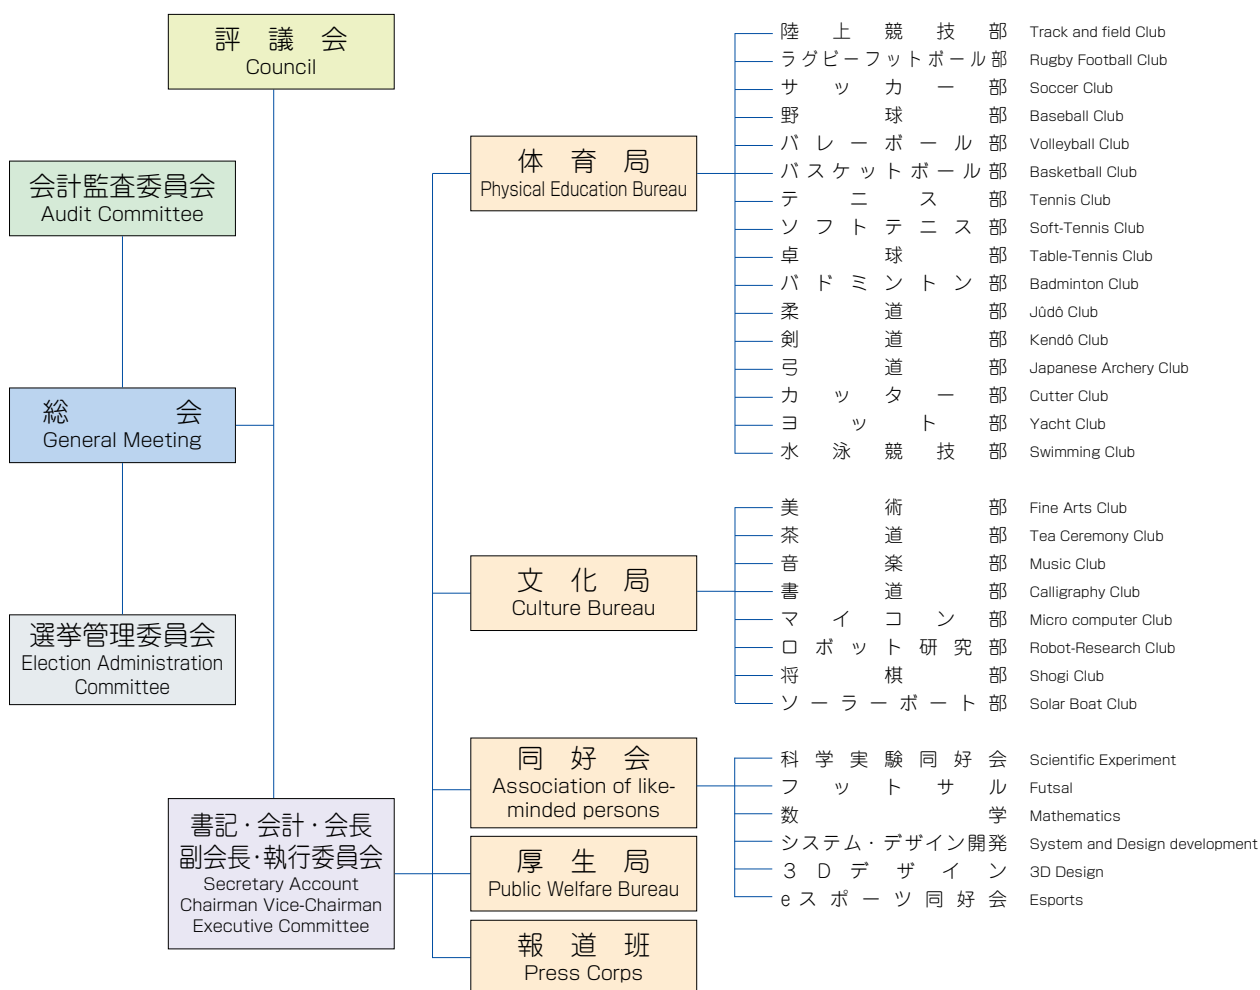 評議会
Council
会計監査委員会
Audit Committee
総会
General Meeting
選挙管理委員会
Election Administration
Committee
書記・会計・会長
副会長・執行委員会
Secretary Account
Chairman Vice-Chairman
Executive Committee
体育局
Physical Education Bureau
陸上競技部 Track and field Club
ラグビーフットボール部 Rugby Football Club
サッカー部 Soccer Club
野球部 Baseball Club
バレーボール部 Volleyball Club
バスケットボール部 Basketball Club
テニス部 Tennis Club
ソフトテニス部 Soft-Tennis Club
卓球部 Table-Tennis Club
バドミントン部 Badminton Club
柔道部 Jûdô Club
剣道部 Kendô Club
弓道部 Japanese Archery Club
カッター部 Cutter Club
ヨット部 Yacht Club
水泳競技部 Swimming Club
文化局
Culture Bureau
美術部 Fine Arts Club
茶道部 Tea Ceremony Club
音楽部 Music Club
書道部 Calligraphy Club
マイコン部 Micro computer Club
ロボット研究部 Robot-Research Club
将棋部 Shogi Club
ソーラーボート部 Solar Boat Club
同好会
Association of like-
minded persons
科学実験同好会 Scientific Experiment
フットサル Futsal
数学 Mathematics
システム・デザイン開発 System and Design development
3Dデザイン 3D Design
eスポーツ同好会 Esports
厚生局
Public Welfare Bureau
報道班
Press Corps